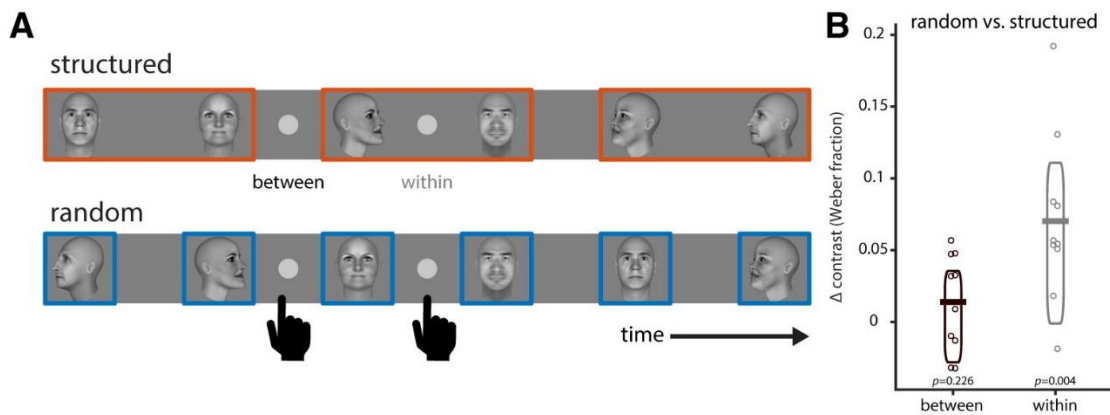 A
structured
between within
random
time
B
random vs. structured
Δ contrast (Weber fraction)
0.2
0.15
0.1
0.05
0
p=0.226 p=0.004
between within